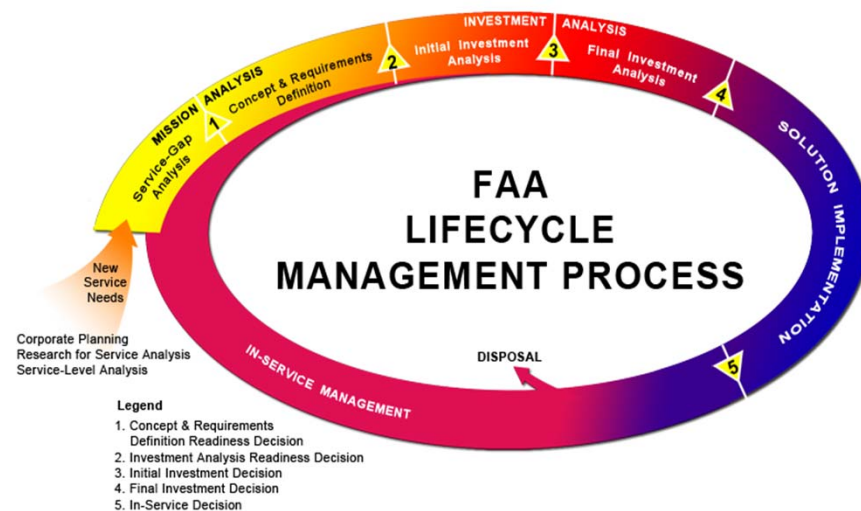 MISSION ANALYSIS
Service-Gap
Analysis
1
Concept & Requirements
Definition
2
INVESTMENT ANALYSIS
Initial Investment
Analysis
3
Final Investment
Analysis
4
SOLUTION IMPLEMENTATION
5
FAA
LIFECYCLE
MANAGEMENT PROCESS
DISPOSAL
IN-SERVICE MANAGEMENT
New
Service
Needs
Corporate Planning
Research for Service Analysis
Service-Level Analysis
Legend
1. Concept & Requirements
Definition Readiness Decision
2. Investment Analysis Readiness Decision
3. Initial Investment Decision
4. Final Investment Decision
5. In-Service Decision